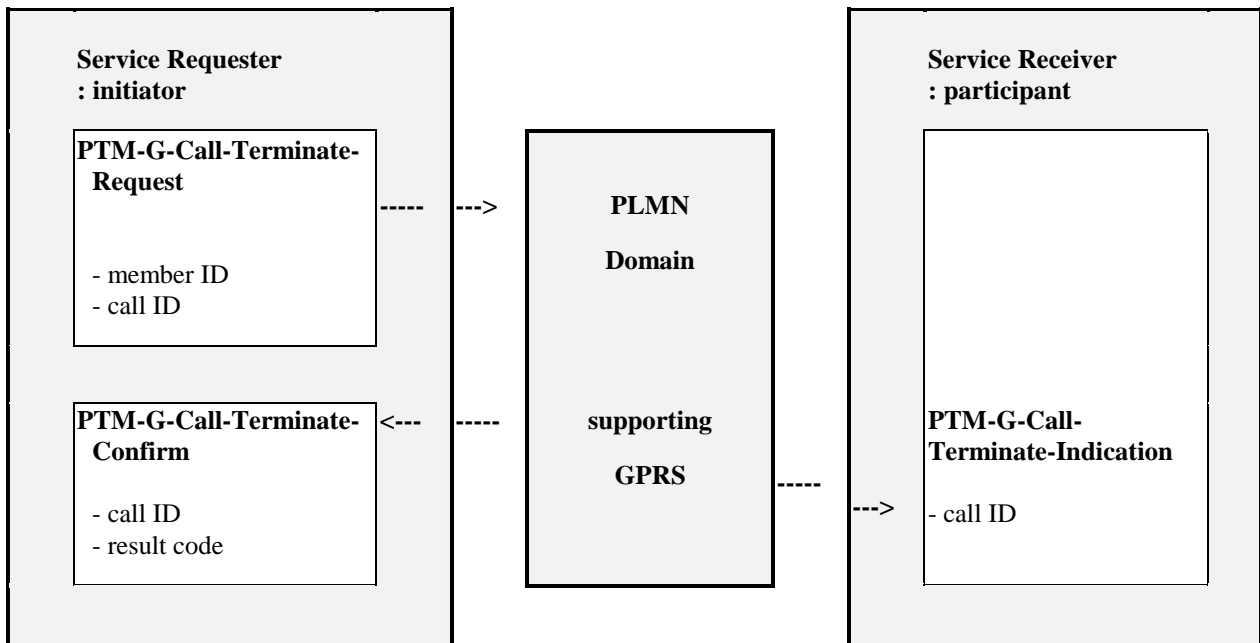 Service Requester
: initiator
PTM-G-Call-Terminate-
Request
----- --->
- member ID
- call ID
PTM-G-Call-Terminate-
Confirm
<--- -----
- call ID
- result code
PLMN
Domain
supporting
GPRS
----- --->
Service Receiver
: participant
PTM-G-Call-
Terminate-Indication
- call ID